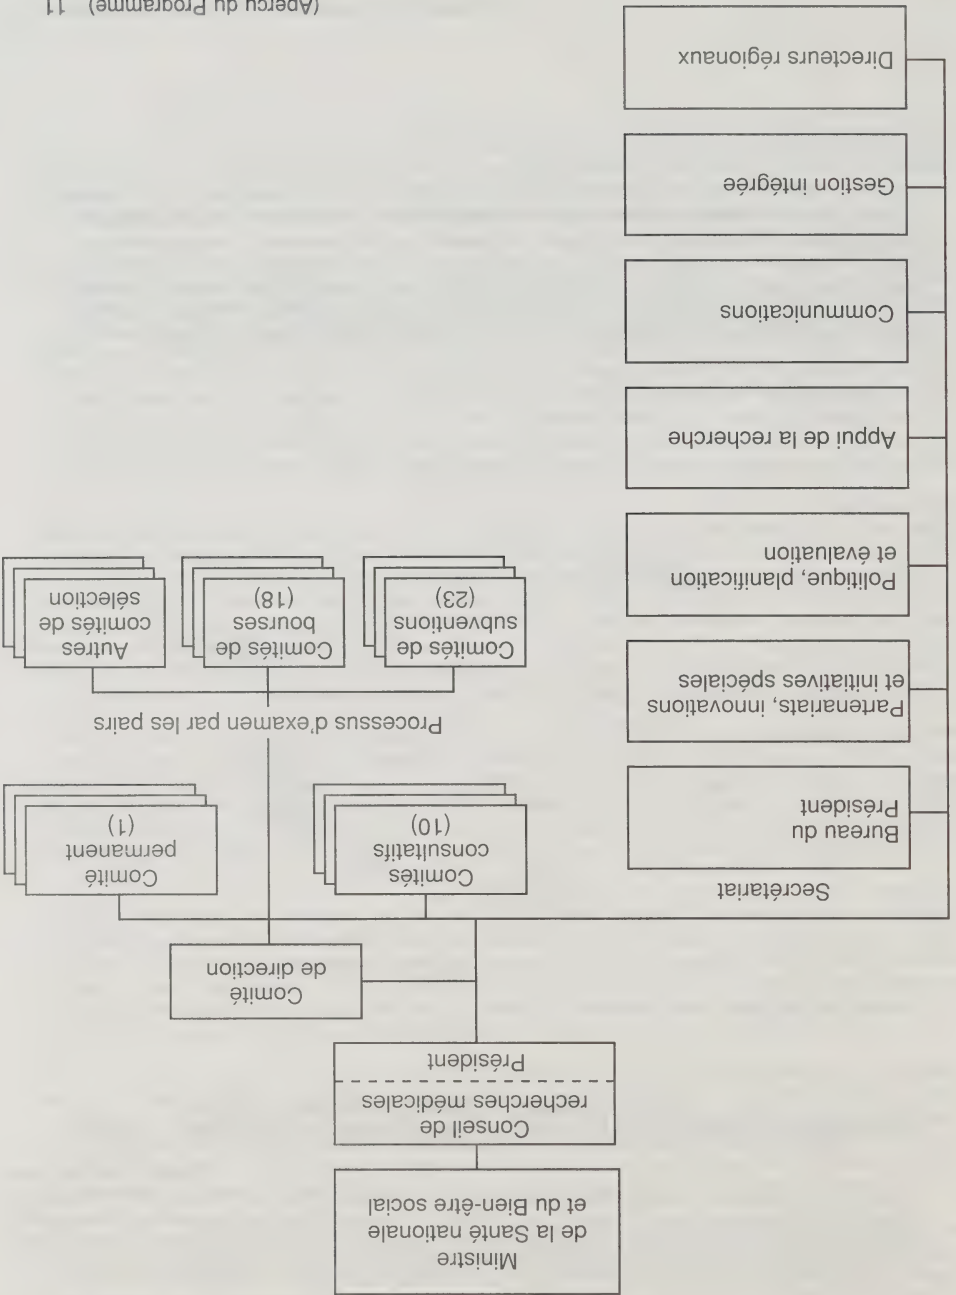 Ministre
de la Santé nationale
et du Bien-être social
Conseil de
recherches médicales
Président
Comité
de direction
Secrétariat
Bureau du
Président
Partenariats, innovations
et initiatives spéciales
Politique, planification
et évaluation
Appui de la recherche
Communications
Gestion intégrée
Directeurs régionaux
Comités
consultatifs
(10)
Comité
permanent
(1)
Processus d'examen par les pairs
Comités de
subventions
(23)
Comités de
bourses
(18)
Autres
comités de
sélection
(Aperçu du Programme) 11